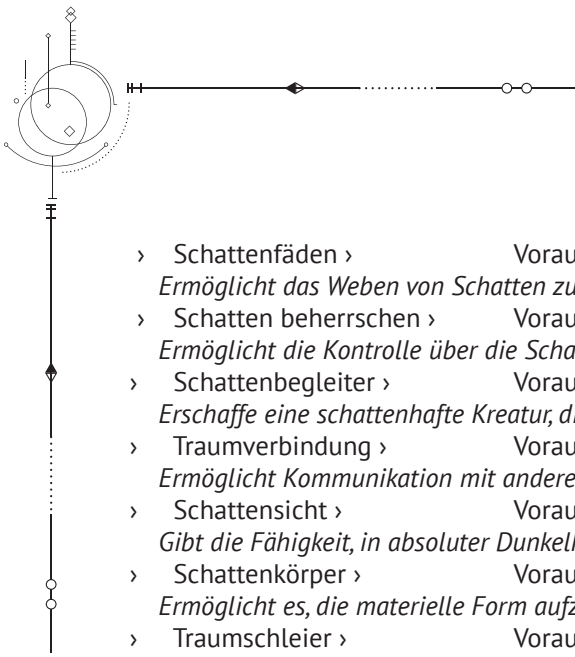 › Schattenfäden › Vorau
Ermöglicht das Weben von Schatten zu
› Schatten beherrschen › Vorau
Ermöglicht die Kontrolle über die Scha
› Schattenbegleiter › Vorau
Erschaffe eine schattenhafte Kreatur, di
› Traumverbindung › Vorau
Ermöglicht Kommunikation mit andere
› Schattensicht › Vorau
Gibt die Fähigkeit, in absoluter Dunkell
› Schattenkörper › Vorau
Ermöglicht es, die materielle Form aufz
› Traumschleier › Vorau